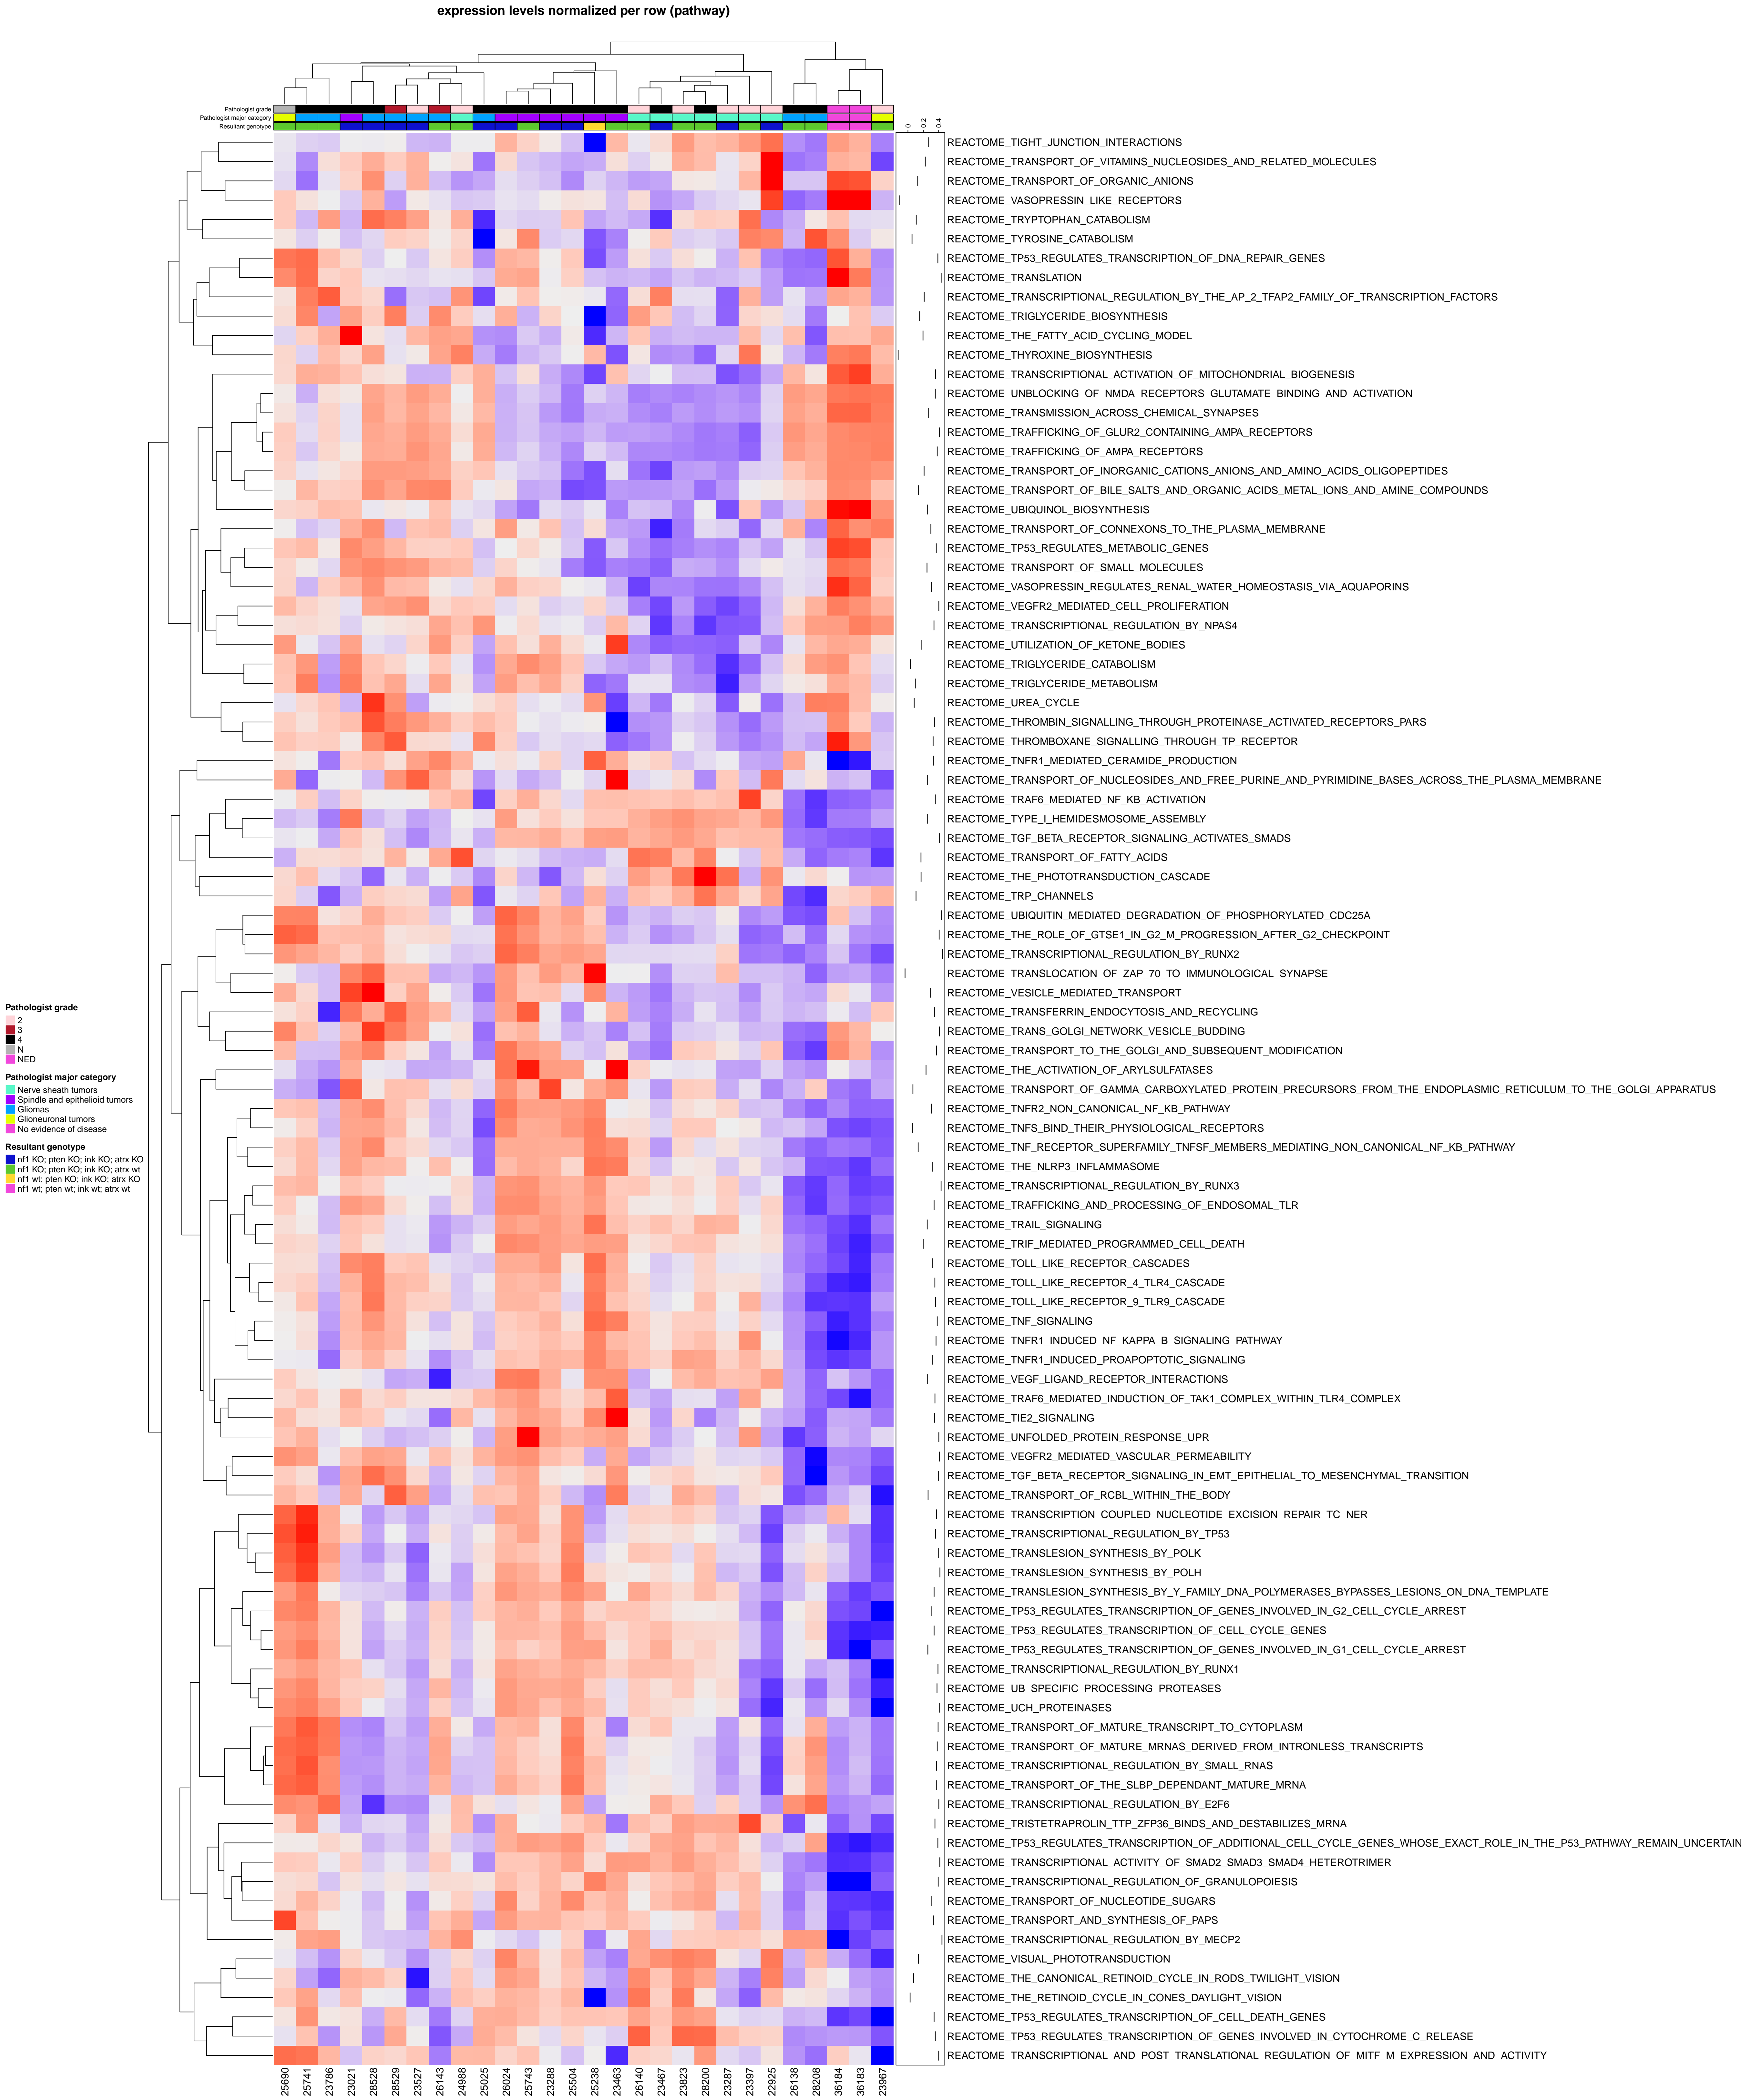 expression levels normalized per row (pathway)
Pathologist grade
Pathologist major category
Resultant genotype
0
0.2
0.4
REACTOME_TIGHT_JUNCTION_INTERACTIONS
REACTOME_TRANSPORT_OF_VITAMINS_NUCLEOSIDES_AND_RELATED_MOLECULES
REACTOME_TRANSPORT_OF_ORGANIC_ANIONS
REACTOME_VASOPRESSIN_LIKE_RECEPTORS
REACTOME_TRYPTOPHAN_CATABOLISM
REACTOME_TYROSINE_CATABOLISM
REACTOME_TP53_REGULATES_TRANSCRIPTION_OF_DNA_REPAIR_GENES
REACTOME_TRANSLATION
REACTOME_TRANSCRIPTIONAL_REGULATION_BY_THE_AP_2_TFAP2_FAMILY_OF_TRANSCRIPTION_FACTORS
REACTOME_TRIGLYCERIDE_BIOSYNTHESIS
REACTOME_THE_FATTY_ACID_CYCLING_MODEL
REACTOME_THYROXINE_BIOSYNTHESIS
REACTOME_TRANSCRIPTIONAL_ACTIVATION_OF_MITOCHONDRIAL_BIOGENESIS
REACTOME_UNBLOCKING_OF_NMDA_RECEPTORS_GLUTAMATE_BINDING_AND_ACTIVATION
REACTOME_TRANSMISSION_ACROSS_CHEMICAL_SYNAPSES
REACTOME_TRAFFICKING_OF_GLUR2_CONTAINING_AMPA_RECEPTORS
REACTOME_TRAFFICKING_OF_AMPA_RECEPTORS
REACTOME_TRANSPORT_OF_INORGANIC_CATIONS_ANIONS_AND_AMINO_ACIDS_OLIGOPEPTIDES
REACTOME_TRANSPORT_OF_BILE_SALTS_AND_ORGANIC_ACIDS_METAL_IONS_AND_AMINE_COMPOUNDS
REACTOME_UBIQUINOL_BIOSYNTHESIS
REACTOME_TRANSPORT_OF_CONNEXONS_TO_THE_PLASMA_MEMBRANE
REACTOME_TP53_REGULATES_METABOLIC_GENES
REACTOME_TRANSPORT_OF_SMALL_MOLECULES
REACTOME_VASOPRESSIN_REGULATES_RENAL_WATER_HOMEOSTASIS_VIA_AQUAPORINS
REACTOME_VEGFR2_MEDIATED_CELL_PROLIFERATION
REACTOME_TRANSCRIPTIONAL_REGULATION_BY_NPAS4
REACTOME_UTILIZATION_OF_KETONE_BODIES
REACTOME_TRIGLYCERIDE_CATABOLISM
REACTOME_TRIGLYCERIDE_METABOLISM
REACTOME_UREA_CYCLE
REACTOME_THROMBIN_SIGNALLING_THROUGH_PROTEINASE_ACTIVATED_RECEPTORS_PARS
REACTOME_THROMBOXANE_SIGNALLING_THROUGH_TP_RECEPTOR
REACTOME_TNFR1_MEDIATED_CERAMIDE_PRODUCTION
REACTOME_TRANSPORT_OF_NUCLEOSIDES_AND_FREE_PURINE_AND_PYRIMIDINE_BASES_ACROSS_THE_PLASMA_MEMBRANE
REACTOME_TRAF6_MEDIATED_NF_KB_ACTIVATION
REACTOME_TYPE_I_HEMIDESMOSOME_ASSEMBLY
REACTOME_TGF_BETA_RECEPTOR_SIGNALING_ACTIVATES_SMADS
REACTOME_TRANSPORT_OF_FATTY_ACIDS
REACTOME_THE_PHOTOTRANSDUCTION_CASCADE
REACTOME_TRP_CHANNELS
REACTOME_UBIQUITIN_MEDIATED_DEGRADATION_OF_PHOSPHORYLATED_CDC25A
REACTOME_THE_ROLE_OF_GTSE1_IN_G2_M_PROGRESSION_AFTER_G2_CHECKPOINT
REACTOME_TRANSCRIPTIONAL_REGULATION_BY_RUNX2
REACTOME_TRANSLOCATION_OF_ZAP_70_TO_IMMUNOLOGICAL_SYNAPSE
REACTOME_VESICLE_MEDIATED_TRANSPORT
REACTOME_TRANSFERRIN_ENDOCYTOSIS_AND_RECYCLING
REACTOME_TRANS_GOLGI_NETWORK_VESICLE_BUDDING
REACTOME_TRANSPORT_TO_THE_GOLGI_AND_SUBSEQUENT_MODIFICATION
REACTOME_THE_ACTIVATION_OF_ARYLSULFATASES
REACTOME_TRANSPORT_OF_GAMMA_CARBOXYLATED_PROTEIN_PRECURSORS_FROM_THE_ENDOPLASMIC_RETICULUM_TO_THE_GOLGI_APPARATUS
REACTOME_TNFR2_NON_CANONICAL_NF_KB_PATHWAY
REACTOME_TNFS_BIND_THEIR_PHYSIOLOGICAL_RECEPTORS
REACTOME_TNF_RECEPTOR_SUPERFAMILY_TNFSF_MEMBERS_MEDIATING_NON_CANONICAL_NF_KB_PATHWAY
REACTOME_THE_NLRP3_INFLAMMASOME
REACTOME_TRANSCRIPTIONAL_REGULATION_BY_RUNX3
REACTOME_TRAFFICKING_AND_PROCESSING_OF_ENDOSOMAL_TLR
REACTOME_TRAIL_SIGNALING
REACTOME_TRIF_MEDIATED_PROGRAMMED_CELL_DEATH
REACTOME_TOLL_LIKE_RECEPTOR_CASCADES
REACTOME_TOLL_LIKE_RECEPTOR_4_TLR4_CASCADE
REACTOME_TOLL_LIKE_RECEPTOR_9_TLR9_CASCADE
REACTOME_TNF_SIGNALING
REACTOME_TNFR1_INDUCED_NF_KAPPA_B_SIGNALING_PATHWAY
REACTOME_TNFR1_INDUCED_PROAPOPTOTIC_SIGNALING
REACTOME_VEGF_LIGAND_RECEPTOR_INTERACTIONS
REACTOME_TRAF6_MEDIATED_INDUCTION_OF_TAK1_COMPLEX_WITHIN_TLR4_COMPLEX
REACTOME_TIE2_SIGNALING
REACTOME_UNFOLDED_PROTEIN_RESPONSE_UPR
REACTOME_VEGFR2_MEDIATED_VASCULAR_PERMEABILITY
REACTOME_TGF_BETA_RECEPTOR_SIGNALING_IN_EMT_EPITHELIAL_TO_MESENCHYMAL_TRANSITION
REACTOME_TRANSPORT_OF_RCBL_WITHIN_THE_BODY
REACTOME_TRANSCRIPTION_COUPLED_NUCLEOTIDE_EXCISION_REPAIR_TC_NER
REACTOME_TRANSCRIPTIONAL_REGULATION_BY_TP53
REACTOME_TRANSLESION_SYNTHESIS_BY_POLK
REACTOME_TRANSLESION_SYNTHESIS_BY_POLH
REACTOME_TRANSLESION_SYNTHESIS_BY_Y_FAMILY_DNA_POLYMERASES_BYPASSES_LESIONS_ON_DNA_TEMPLATE
REACTOME_TP53_REGULATES_TRANSCRIPTION_OF_GENES_INVOLVED_IN_G2_CELL_CYCLE_ARREST
REACTOME_TP53_REGULATES_TRANSCRIPTION_OF_CELL_CYCLE_GENES
REACTOME_TP53_REGULATES_TRANSCRIPTION_OF_GENES_INVOLVED_IN_G1_CELL_CYCLE_ARREST
REACTOME_TRANSCRIPTIONAL_REGULATION_BY_RUNX1
REACTOME_UB_SPECIFIC_PROCESSING_PROTEASES
REACTOME_UCH_PROTEINASES
REACTOME_TRANSPORT_OF_MATURE_TRANSCRIPT_TO_CYTOPLASM
REACTOME_TRANSPORT_OF_MATURE_MRNAS_DERIVED_FROM_INTRONLESS_TRANSCRIPTS
REACTOME_TRANSCRIPTIONAL_REGULATION_BY_SMALL_RNAS
REACTOME_TRANSPORT_OF_THE_SLBP_DEPENDANT_MATURE_MRNA
REACTOME_TRANSCRIPTIONAL_REGULATION_BY_E2F6
REACTOME_TRISTETRAPROLIN_TTP_ZFP36_BINDS_AND_DESTABILIZES_MRNA
REACTOME_TP53_REGULATES_TRANSCRIPTION_OF_ADDITIONAL_CELL_CYCLE_GENES_WHOSE_EXACT_ROLE_IN_THE_P53_PATHWAY_REMAIN_UNCERTAIN
REACTOME_TRANSCRIPTIONAL_ACTIVITY_OF_SMAD2_SMAD3_SMAD4_HETEROTRIMER
REACTOME_TRANSCRIPTIONAL_REGULATION_OF_GRANULOPOIESIS
REACTOME_TRANSPORT_OF_NUCLEOTIDE_SUGARS
REACTOME_TRANSPORT_AND_SYNTHESIS_OF_PAPS
REACTOME_TRANSCRIPTIONAL_REGULATION_BY_MECP2
REACTOME_VISUAL_PHOTOTRANSDUCTION
REACTOME_THE_CANONICAL_RETINOID_CYCLE_IN_RODS_TWILIGHT_VISION
REACTOME_THE_RETINOID_CYCLE_IN_CONES_DAYLIGHT_VISION
REACTOME_TP53_REGULATES_TRANSCRIPTION_OF_CELL_DEATH_GENES
REACTOME_TP53_REGULATES_TRANSCRIPTION_OF_GENES_INVOLVED_IN_CYTOCHROME_C_RELEASE
REACTOME_TRANSCRIPTIONAL_AND_POST_TRANSLATIONAL_REGULATION_OF_MITF_M_EXPRESSION_AND_ACTIVITY
Pathologist grade
2
3
4
N
NED
Pathologist major category
Nerve sheath tumors
Spindle and epithelioid tumors
Gliomas
Glioneuronal tumors
No evidence of disease
Resultant genotype
nf1 KO; pten KO; ink KO; atrx KO
nf1 KO; pten KO; ink KO; atrx wt
nf1 wt; pten KO; ink KO; atrx KO
nf1 wt; pten wt; ink wt; atrx wt
25690
25741
23786
23021
28528
28529
23527
26143
24988
25025
26024
25743
23288
25504
25238
23463
26140
23467
23823
28200
23287
23397
22925
26138
28208
36184
36183
23967